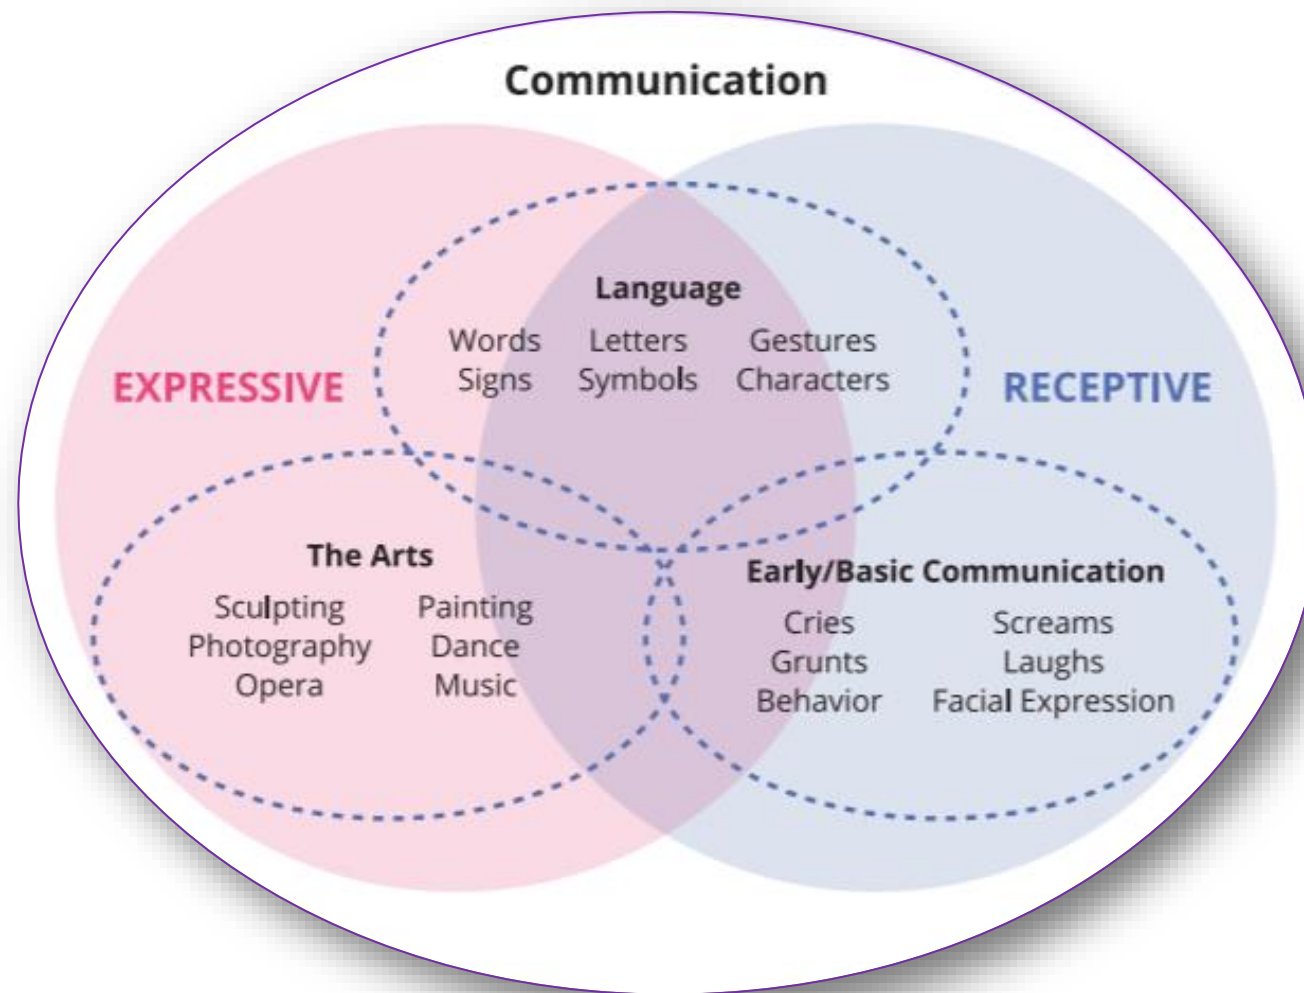 Communication
Language
Words Letters Gestures
Signs Symbols Characters
EXPRESSIVE
RECEPTIVE
The Arts
Sculpting Painting
Photography Dance
Opera Music
Early/Basic Communication
Cries Screams
Grunts Laughs
Behavior Facial Expression